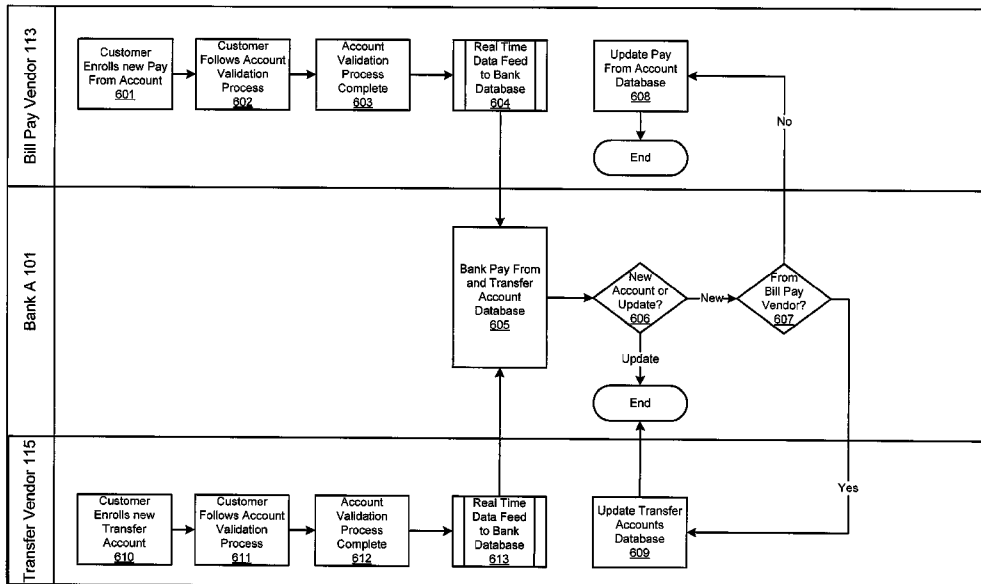 Bill Pay Vendor 113
Customer
Enrolls new Pay
From Account
601
Customer
Follows Account
Validation
Process
602
Account
Validation
Process
Complete
603
Real Time
Data Feed
to Bank
Database
604
Update Pay
From Account
Database
608
End
No
Bank A 101
Bank Pay From
and Transfer
Account
Database
605
New
Account or
Update?
606
New
From
Bill Pay
Vendor?
607
Update
End
Yes
Transfer Vendor 115
Customer
Enrolls new
Transfer
Account
610
Customer
Follows Account
Validation
Process
611
Account
Validation
Process
Complete
612
Real Time
Data Feed
to Bank
Database
613
Update Transfer
Accounts
Database
609